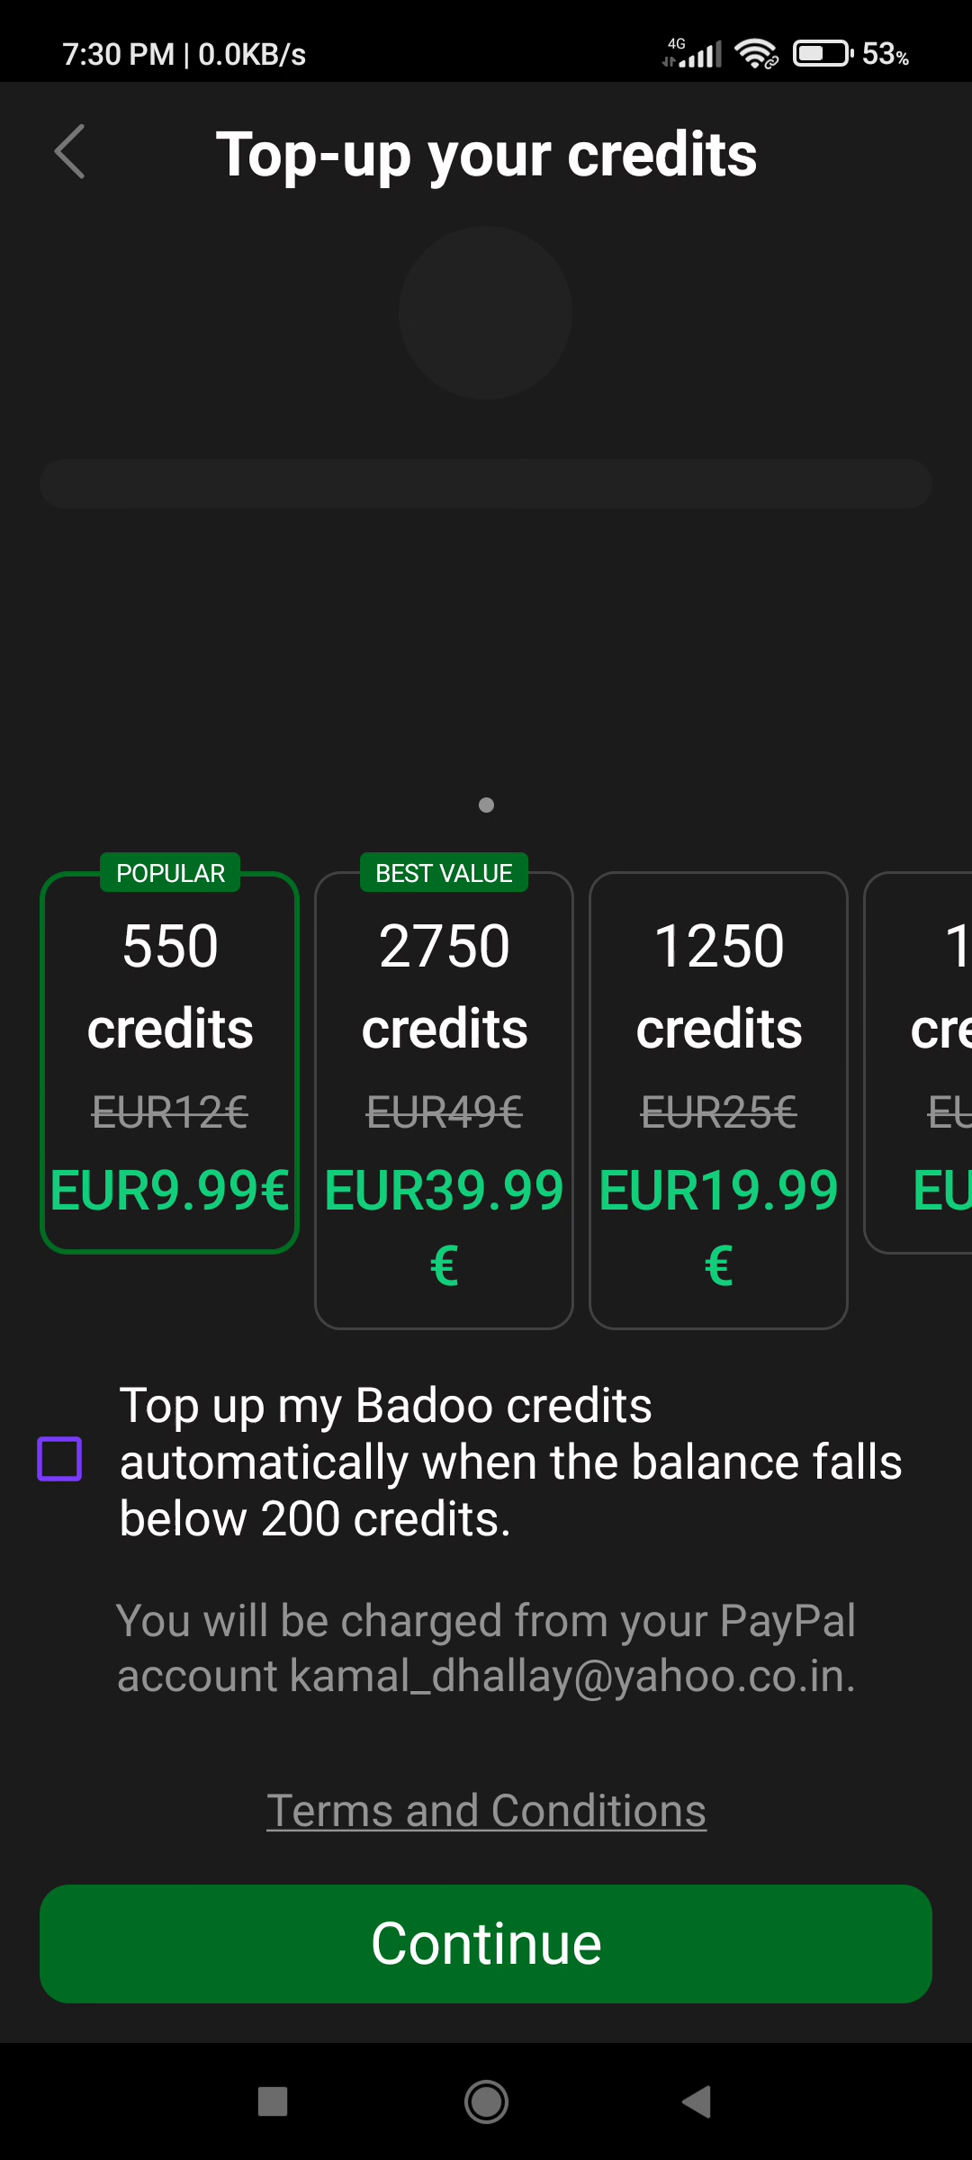 7:30 PM | 0.0KB/s
4G
53%
Top-up your credits
POPULAR
550
credits
EUR12€
EUR9.99€
BEST VALUE
2750
credits
EUR49€
EUR39.99
€
1250
credits
EUR25€
EUR19.99
€
Top up my Badoo credits
automatically when the balance falls
below 200 credits.
You will be charged from your PayPal
account kamal_dhallay@yahoo.co.in.
Terms and Conditions
Continue